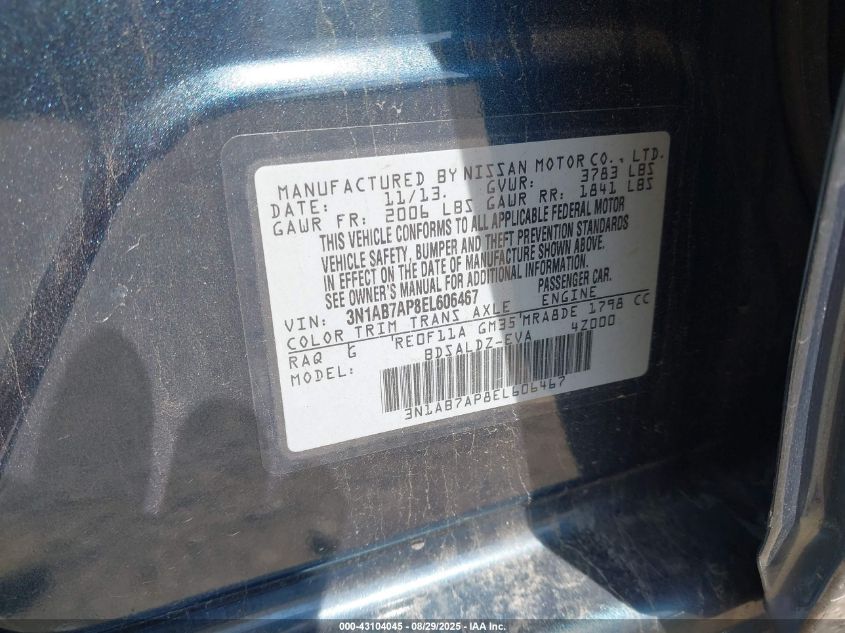 MANUFACTURED BY NISSAN MOTOR CO., LTD.
DATE: 11/13. GVWR: 3783 LBS
GAWR FR: 2006 LBS GAWR RR: 1841 LBS
THIS VEHICLE CONFORMS TO ALL APPLICABLE FEDERAL MOTOR
VEHICLE SAFETY, BUMPER AND THEFT PREVENTION STANDARDS
IN EFFECT ON THE DATE OF MANUFACTURE SHOWN ABOVE.
SEE OWNER'S MANUAL FOR ADDITIONAL INFORMATION.
VIN: 3N1AB7AP8EL606467 PASSENGER CAR.
COLOR TRIM TRANS AXLE ENGINE
RAQ G RE0F11A GM35 MRA8DE 1798 CC
MODEL: BDSALDZ-EVA 4Z000
3N1AB7AP8EL606467
000-43104045 - 08/29/2025 - IAA Inc.